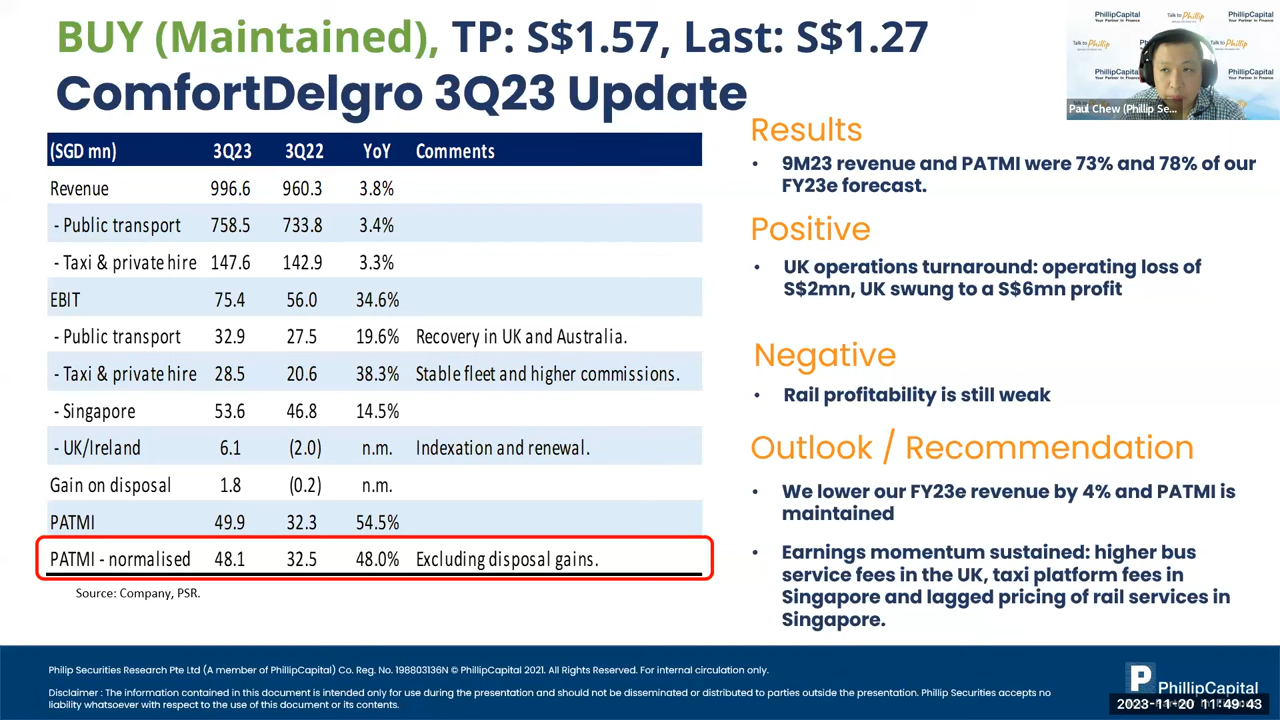 BUY (Maintained), TP: S$1.57, Last: S$1.27
ComfortDelgro 3Q23 Update
PhillipCapital
Your Partner In Finance
Talk to Phillip
Paul Chew (Phillip Se...
(SGD mn) 3Q23 3Q22 YoY Comments
Revenue 996.6 960.3 3.8%
- Public transport 758.5 733.8 3.4%
- Taxi & private hire 147.6 142.9 3.3%
EBIT 75.4 56.0 34.6%
- Public transport 32.9 27.5 19.6% Recovery in UK and Australia.
- Taxi & private hire 28.5 20.6 38.3% Stable fleet and higher commissions.
- Singapore 53.6 46.8 14.5%
- UK/Ireland 6.1 (2.0) n.m. Indexation and renewal.
Gain on disposal 1.8 (0.2) n.m.
PATMI 49.9 32.3 54.5%
PATMI - normalised 48.1 32.5 48.0% Excluding disposal gains.
Source: Company, PSR.
Results
• 9M23 revenue and PATMI were 73% and 78% of our
FY23e forecast.
Positive
• UK operations turnaround: operating loss of
S$2mn, UK swung to a S$6mn profit
Negative
• Rail profitability is still weak
Outlook / Recommendation
• We lower our FY23e revenue by 4% and PATMI is
maintained
• Earnings momentum sustained: higher bus
service fees in the UK, taxi platform fees in
Singapore and lagged pricing of rail services in
Singapore.
Philip Securities Research Pte Ltd (A member of PhillipCapital) Co. Reg. No. 198803136N © PhillipCapital 2021. All Rights Reserved. For internal circulation only.
Disclaimer : The information contained in this document is intended only for use during the presentation and should not be disseminated or distributed to parties outside the presentation. Phillip Securities accepts no
liability whatsoever with respect to the use of this document or its contents.
PhillipCapital
2023-11-20 11:49:43